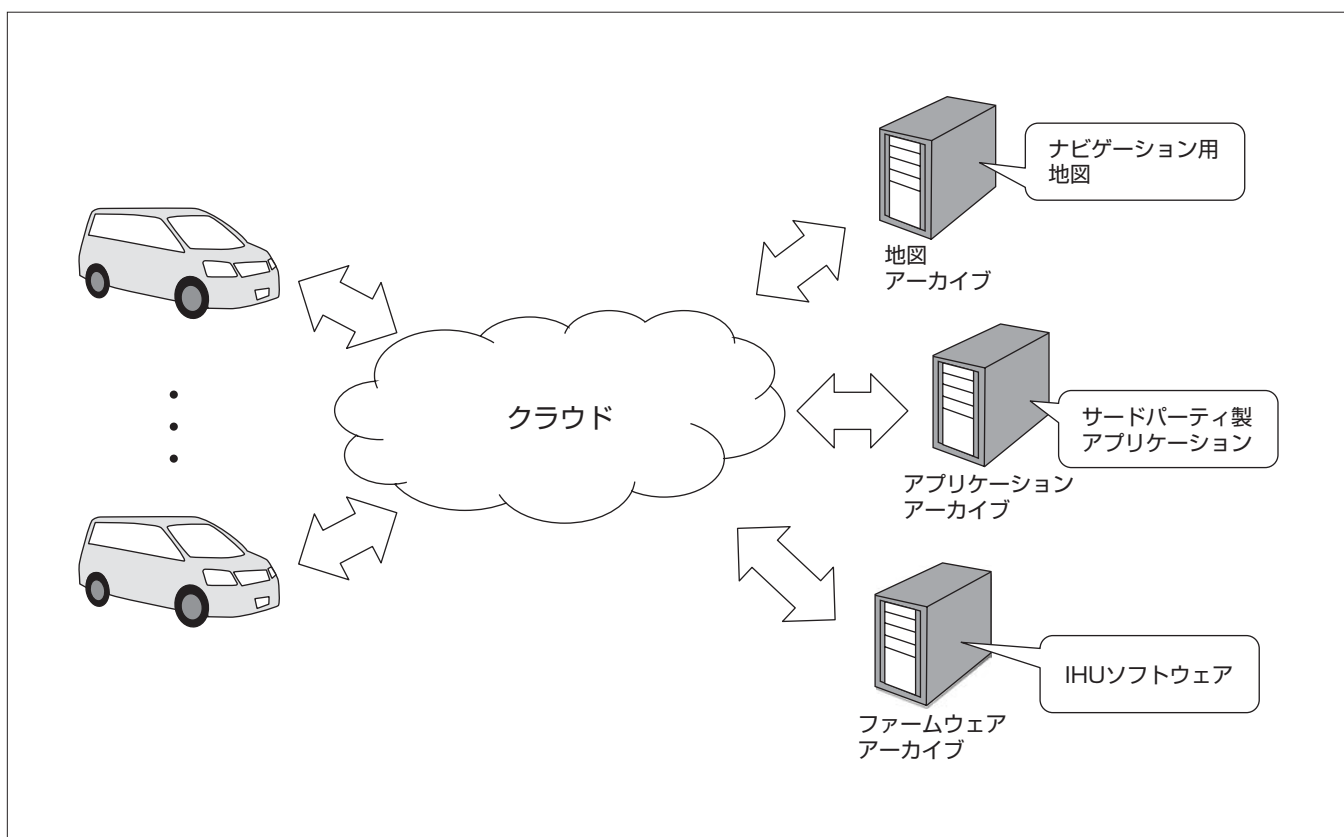 ナビゲーション用
地図
地図
アーカイブ
クラウド
サードパーティ製
アプリケーション
アプリケーション
アーカイブ
IHUソフトウェア
ファームウェア
アーカイブ